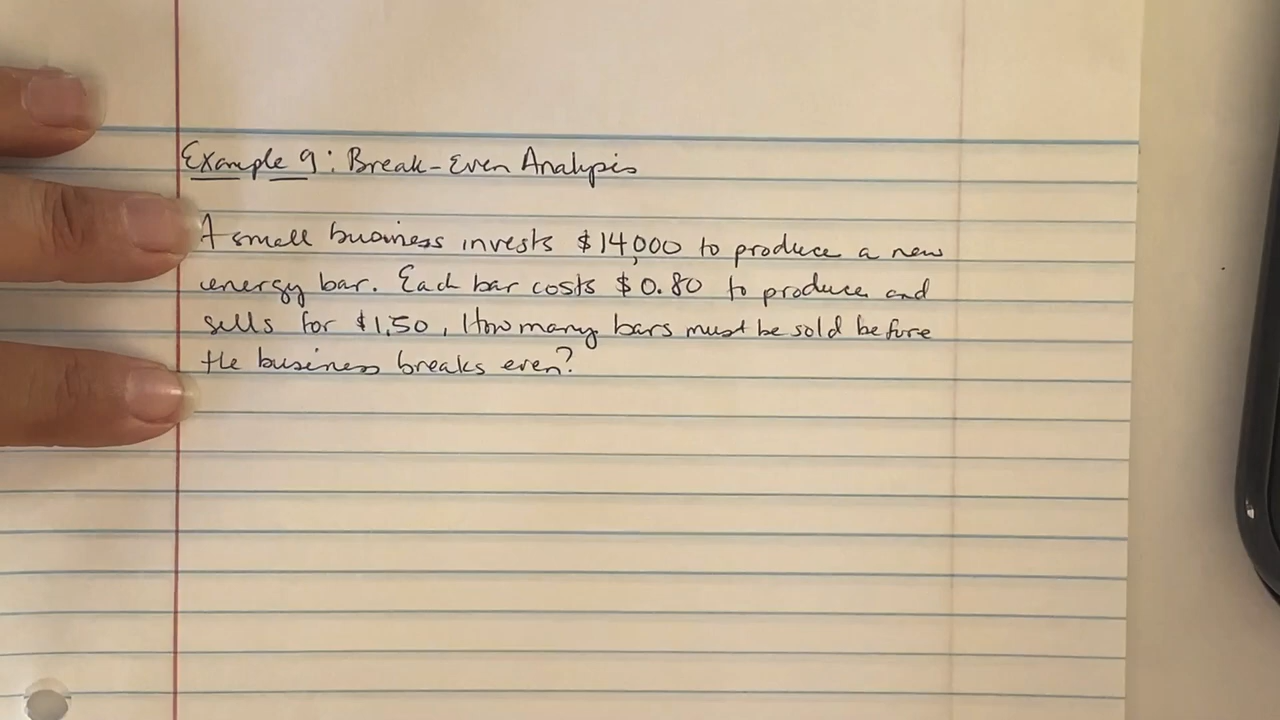 Example 9: Break-Even Analysis
A small business invests $14,000 to produce a new
energy bar. Each bar costs $0.80 to produce and
sells for $1.50. How many bars must be sold before
the business breaks even?